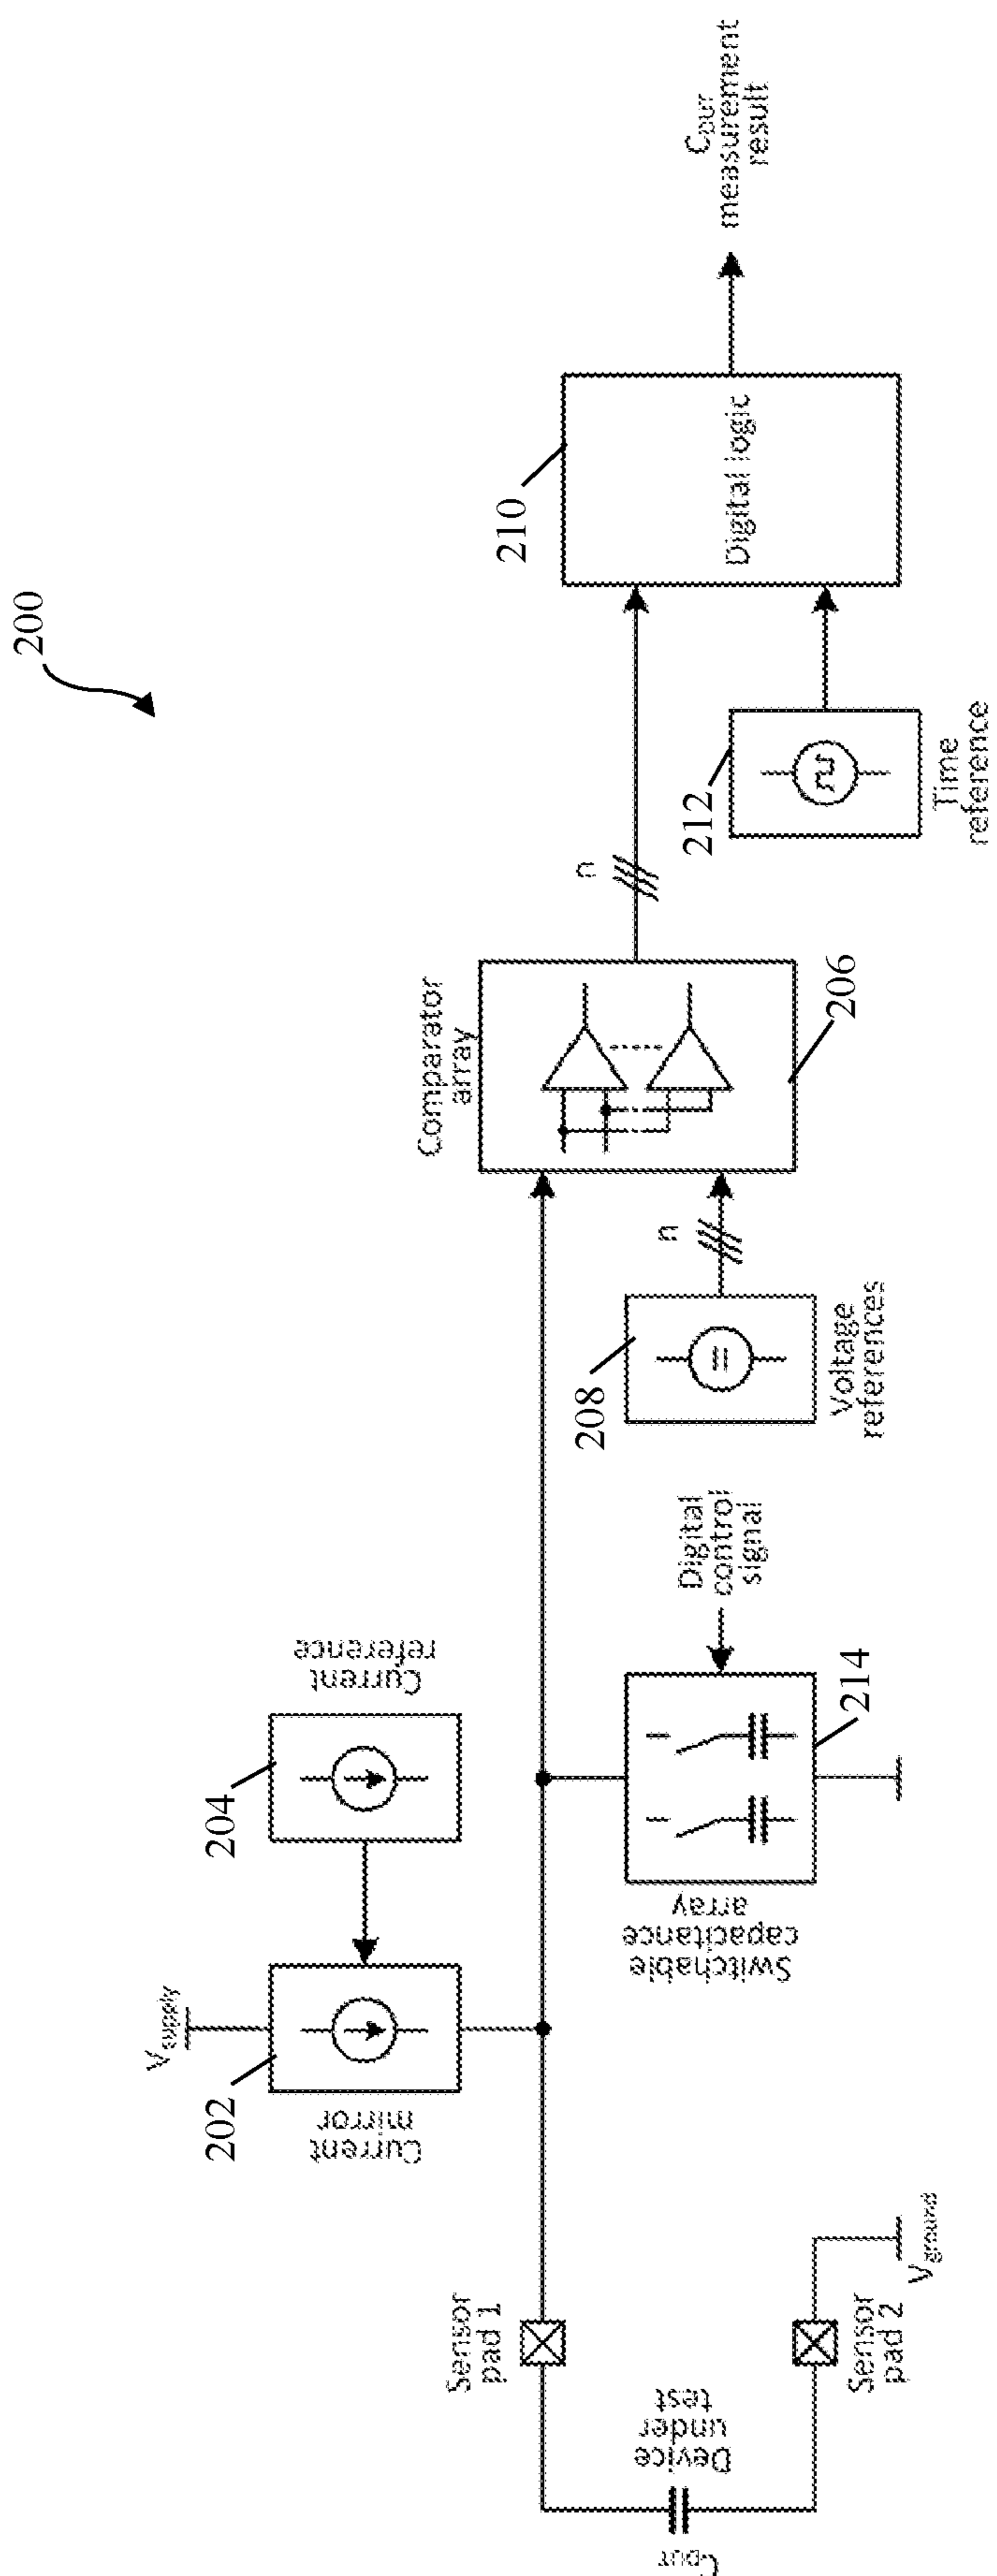 200
V_supply
202
Current
mirror
204
Current
reference
Sensor
pad 1
C_DUT
Device
under
test
Sensor
pad 2
V_ground
Switchable
capacitance
array
214
Digital
control
signal
208
Voltage
references
n
Comparator
array
206
n
212
Time
reference
210
Digital logic
C_DUT
measurement
result